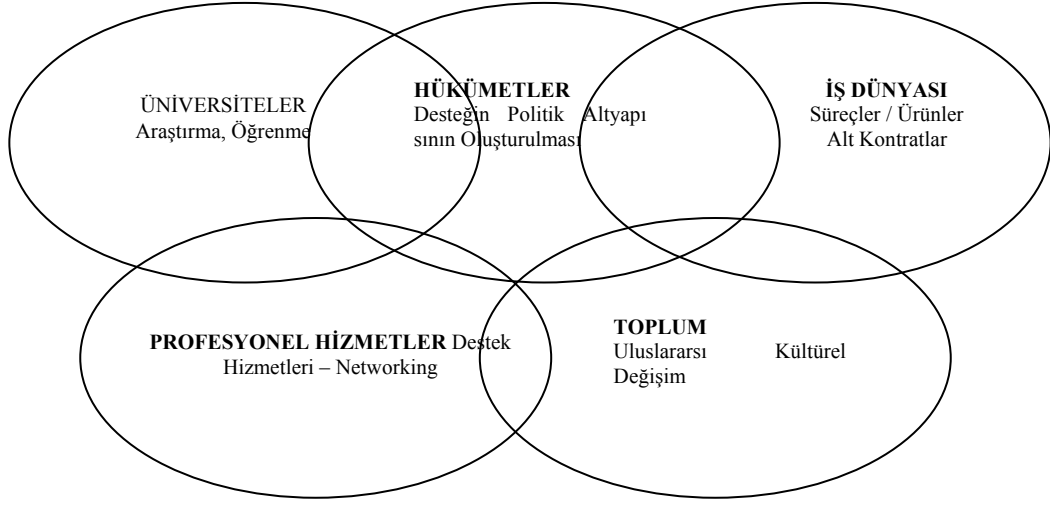 ÜNİVERSİTELER
Araştırma, Öğrenme
HÜKÜMETLER
Desteğin Politik Altyapı
sının Oluşturulması
İŞ DÜNYASI
Süreçler / Ürünler
Alt Kontratlar
PROFESYONEL HİZMETLER Destek
Hizmetleri – Networking
TOPLUM
Uluslararsı Kültürel
Değişim